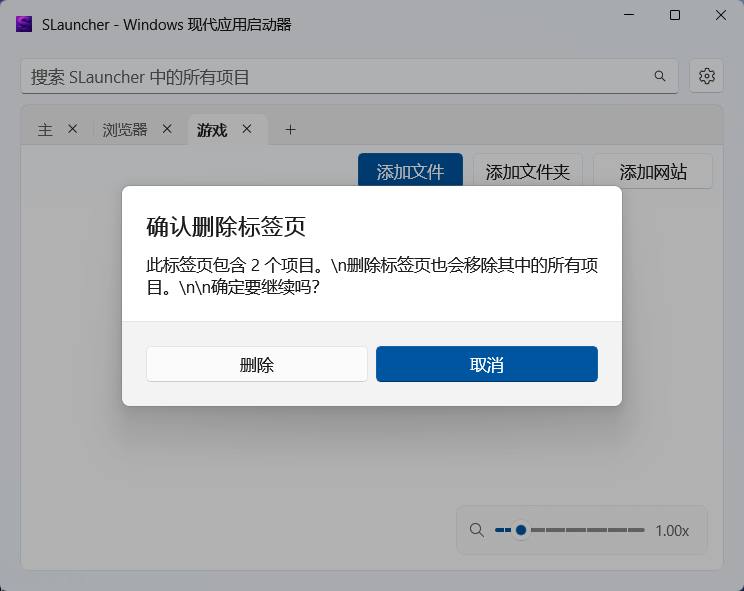 SLauncher - Windows 现代应用启动器
搜索 SLauncher 中的所有项目
主 浏览器 游戏
添加文件 添加文件夹 添加网站
确认删除标签页
此标签页包含 2 个项目。\n删除标签页也会移除其中的所有项
目。\n\n确定要继续吗?
删除 取消
1.00x